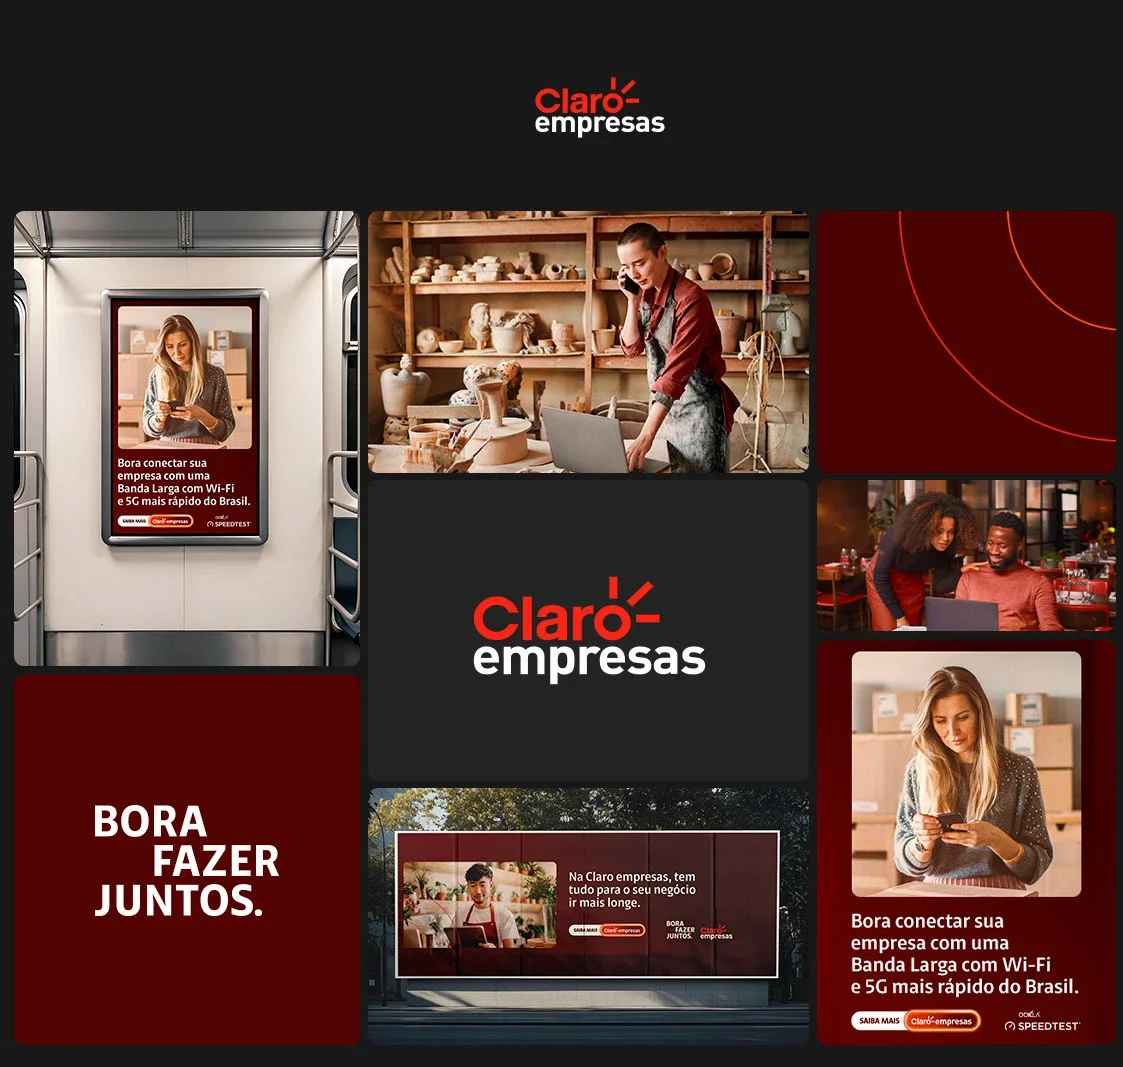 Claro
empresas
Bora conectar sua
empresa com uma
Banda Larga com Wi-Fi
e 5G mais rápido do Brasil.
SAIBA MAIS
Claro empresas
OOKLA
SPEEDTEST
BORA
FAZER
JUNTOS.
Claro
empresas
Na Claro empresas, tem
tudo para o seu negócio
ir mais longe.
SAIBA MAIS
Claro empresas
BORA
FAZER
JUNTOS.
Claro
empresas
Bora conectar sua
empresa com uma
Banda Larga com Wi-Fi
e 5G mais rápido do Brasil.
SAIBA MAIS
Claro empresas
OOKLA
SPEEDTEST